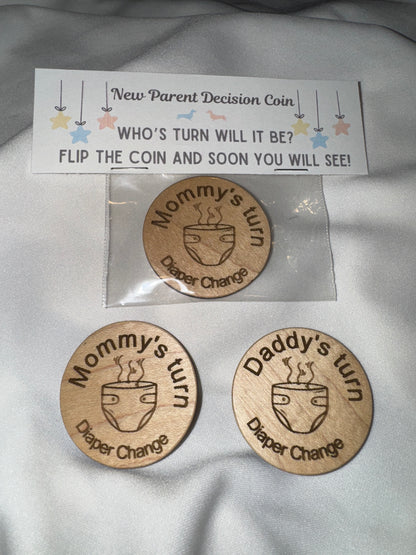 New Parent Decision Coin
WHO'S TURN WILL IT BE?
FLIP THE COIN AND SOON YOU WILL SEE!
Mommy's turn
Diaper Change
Mommy's turn
Diaper Change
Daddy's turn
Diaper Change